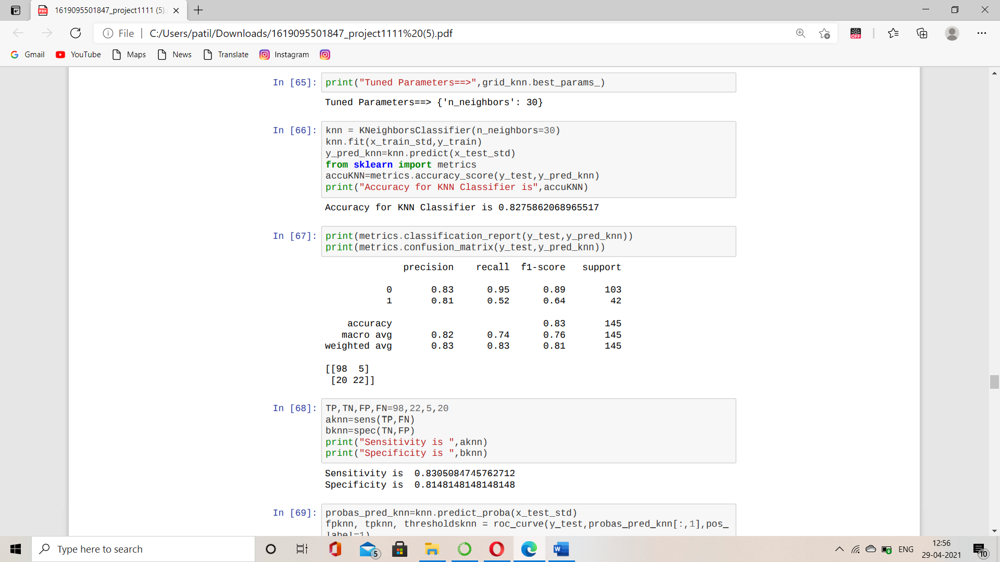 1619095501847_project1111 (5).
File | C:/Users/patil/Downloads/1619095501847_project1111%20(5).pdf
OFF
Gmail YouTube Maps News Translate Instagram
In [65]: print("Tuned Parameters==>",grid_knn.best_params_)
Tuned Parameters==> {'n_neighbors': 30}
In [66]: knn = KNeighborsClassifier(n_neighbors=30)
knn.fit(x_train_std,y_train)
y_pred_knn=knn.predict(x_test_std)
from sklearn import metrics
accuKNN=metrics.accuracy_score(y_test,y_pred_knn)
print("Accuracy for KNN Classifier is",accuKNN)
Accuracy for KNN Classifier is 0.8275862068965517
In [67]: print(metrics.classification_report(y_test,y_pred_knn))
print(metrics.confusion_matrix(y_test,y_pred_knn))
precision recall f1-score support
0 0.83 0.95 0.89 103
1 0.81 0.52 0.64 42
accuracy 0.83 145
macro avg 0.82 0.74 0.76 145
weighted avg 0.83 0.83 0.81 145
[[98 5]
[20 22]]
In [68]: TP,TN,FP,FN=98,22,5,20
aknn=sens(TP,FN)
bknn=spec(TN,FP)
print("Sensitivity is ",aknn)
print("Specificity is ",bknn)
Sensitivity is 0.8305084745762712
Specificity is 0.8148148148148148
In [69]: probas_pred_knn=knn.predict_proba(x_test_std)
fpknn, tpknn, thresholdsknn = roc_curve(y_test,probas_pred_knn[:,1],pos_
label=1)
Type here to search
5
ENG
12:56
29-04-2021
10